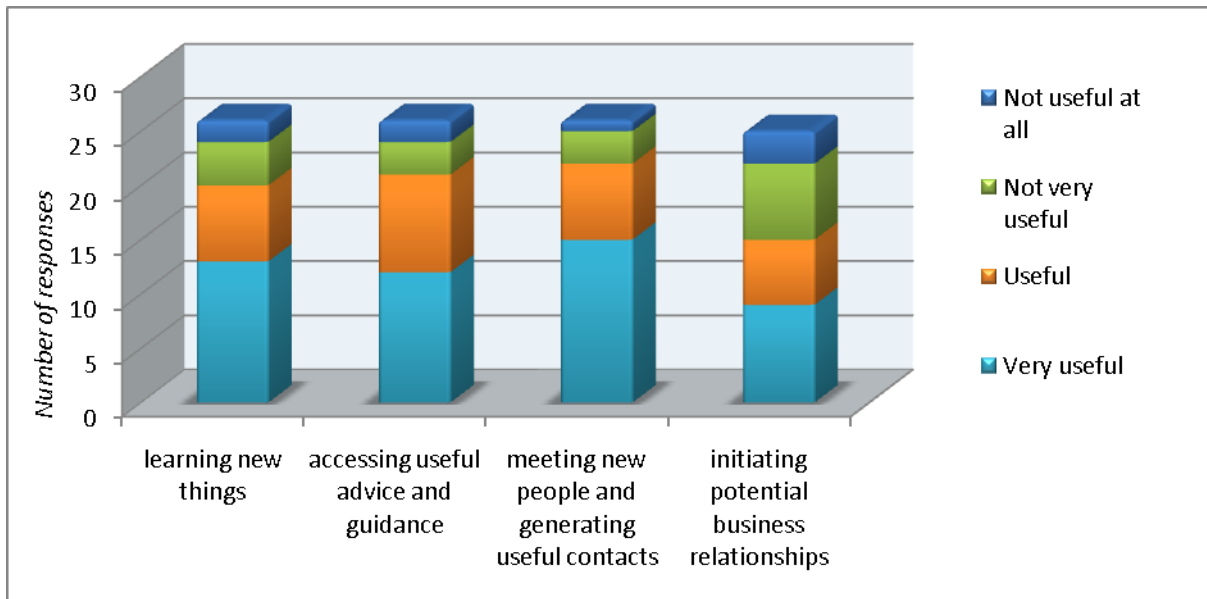 Number of responses
30
25
20
15
10
5
0
learning new
things
accessing useful
advice and
guidance
meeting new
people and
generating
useful contacts
initiating
potential
business
relationships
Not useful at
all
Not very
useful
Useful
Very useful